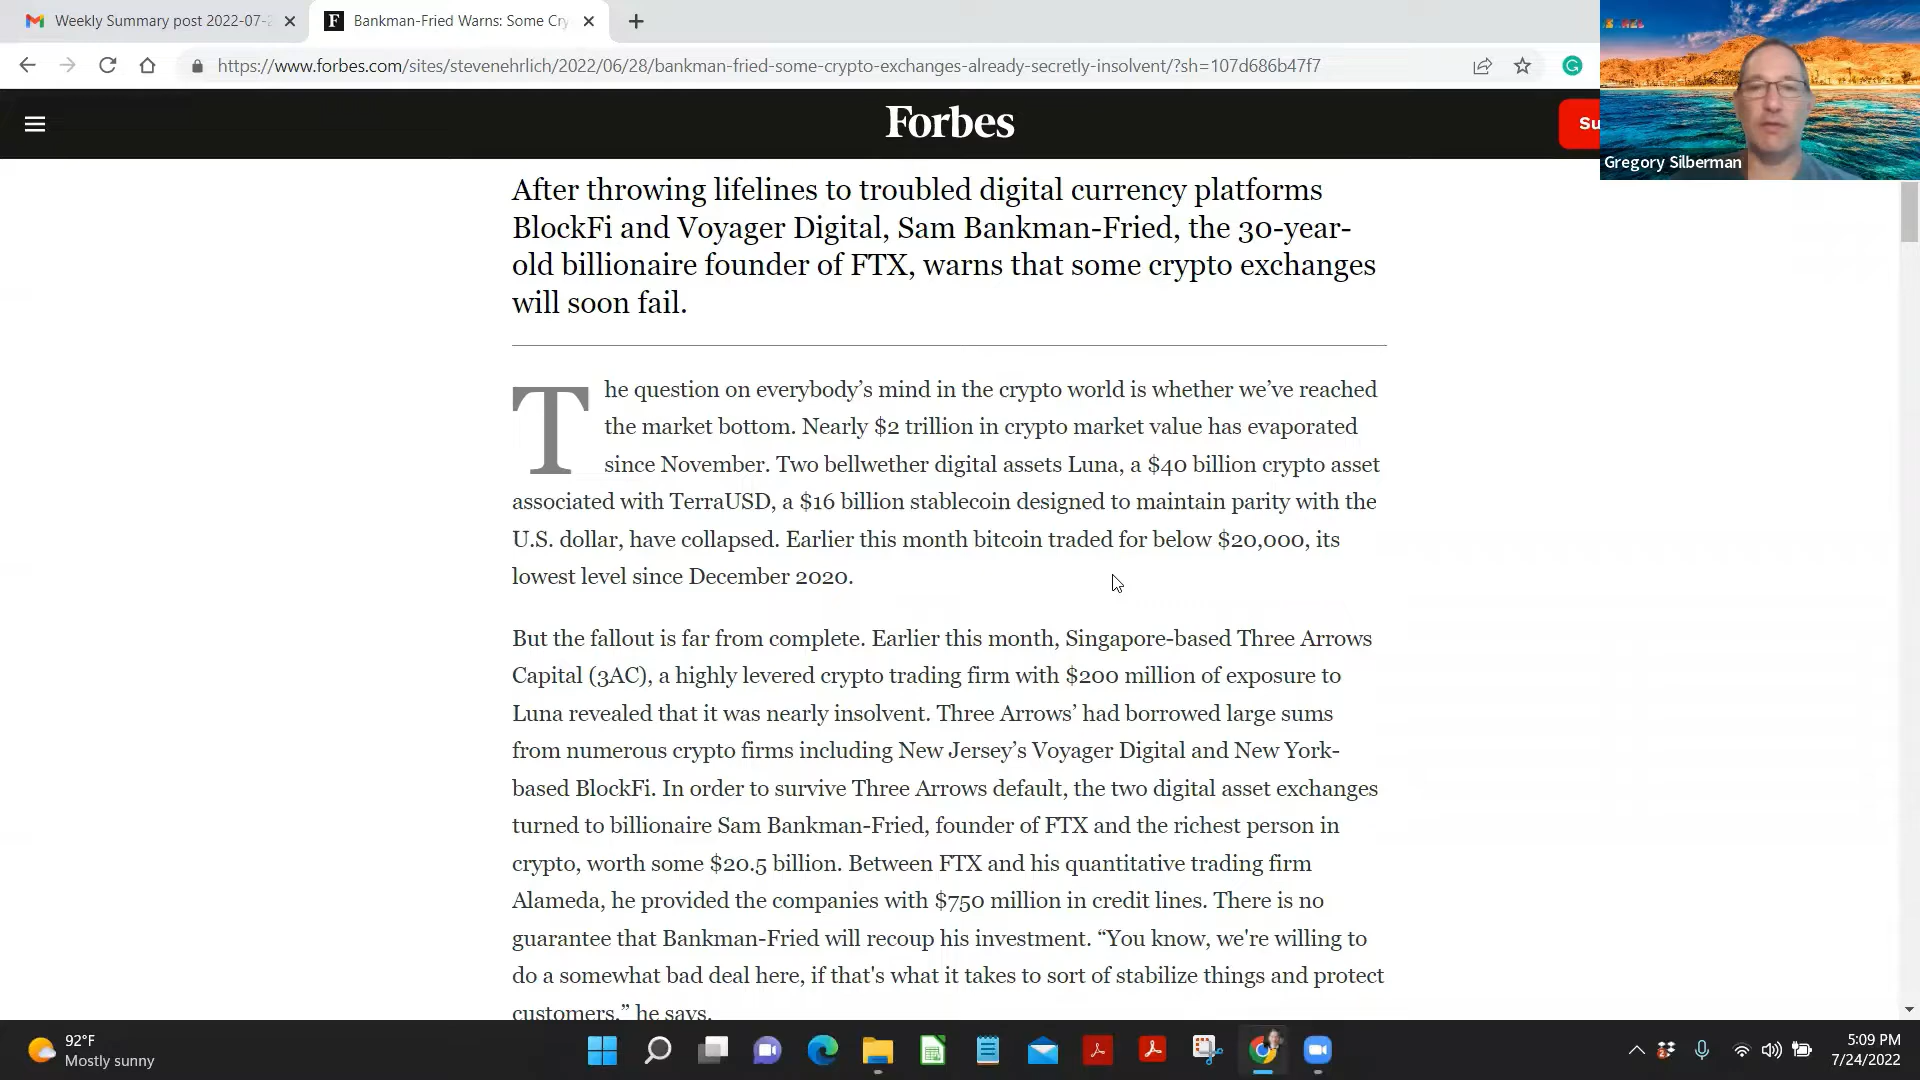 Weekly Summary post 2022-07-
Bankman-Fried Warns: Some Cry
https://www.forbes.com/sites/stevenehrlich/2022/06/28/bankman-fried-some-crypto-exchanges-already-secretly-insolvent/?sh=107d686b47f7
Forbes
Su
Gregory Silberman
After throwing lifelines to troubled digital currency platforms
BlockFi and Voyager Digital, Sam Bankman-Fried, the 30-year-
old billionaire founder of FTX, warns that some crypto exchanges
will soon fail.
The question on everybody’s mind in the crypto world is whether we’ve reached
the market bottom. Nearly $2 trillion in crypto market value has evaporated
since November. Two bellwether digital assets Luna, a $40 billion crypto asset
associated with TerraUSD, a $16 billion stablecoin designed to maintain parity with the
U.S. dollar, have collapsed. Earlier this month bitcoin traded for below $20,000, its
lowest level since December 2020.
But the fallout is far from complete. Earlier this month, Singapore-based Three Arrows
Capital (3AC), a highly levered crypto trading firm with $200 million of exposure to
Luna revealed that it was nearly insolvent. Three Arrows’ had borrowed large sums
from numerous crypto firms including New Jersey’s Voyager Digital and New York-
based BlockFi. In order to survive Three Arrows default, the two digital asset exchanges
turned to billionaire Sam Bankman-Fried, founder of FTX and the richest person in
crypto, worth some $20.5 billion. Between FTX and his quantitative trading firm
Alameda, he provided the companies with $750 million in credit lines. There is no
guarantee that Bankman-Fried will recoup his investment. “You know, we're willing to
do a somewhat bad deal here, if that's what it takes to sort of stabilize things and protect
customers,” he says.
92°F
Mostly sunny
5:09 PM
7/24/2022